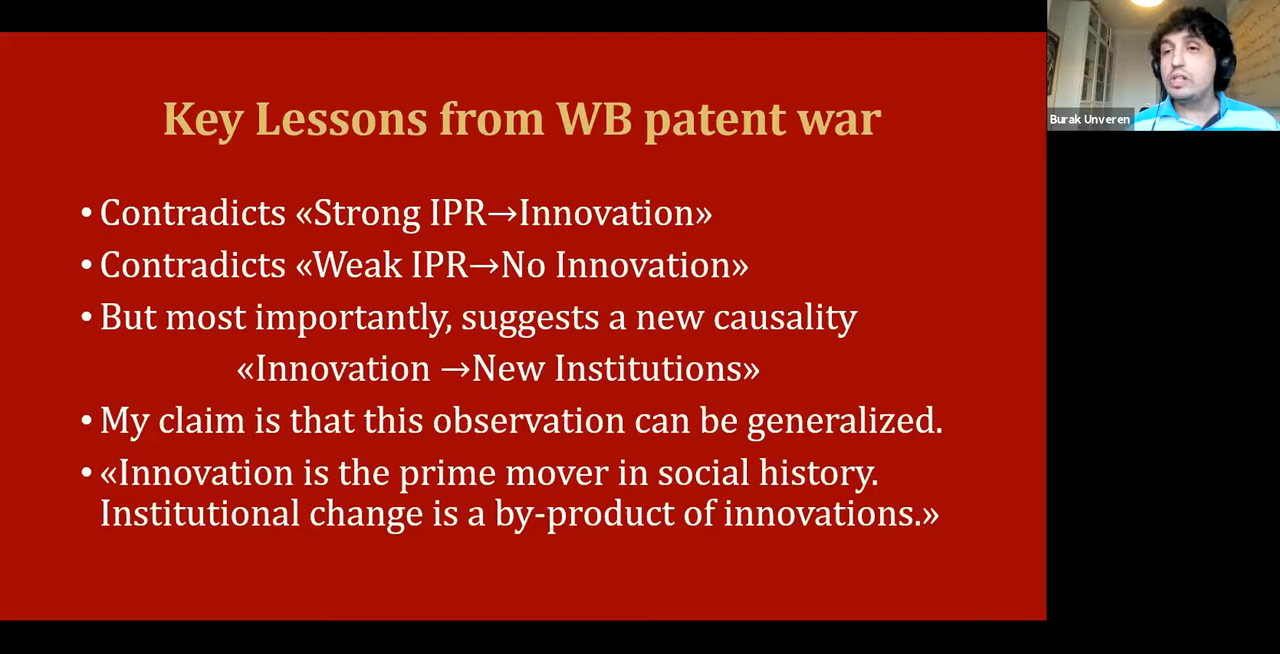 Key Lessons from WB patent war
• Contradicts «Strong IPR→Innovation»
• Contradicts «Weak IPR→No Innovation»
• But most importantly, suggests a new causality
«Innovation →New Institutions»
• My claim is that this observation can be generalized.
• «Innovation is the prime mover in social history.
Institutional change is a by-product of innovations.»
Burak Unveren